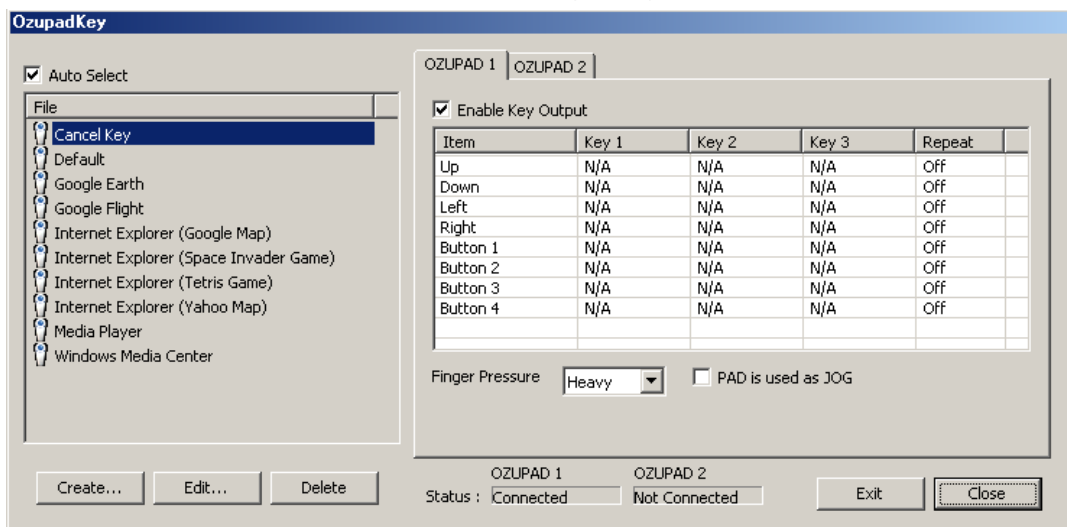 OzupadKey
Auto Select
File
Cancel Key
Default
Google Earth
Google Flight
Internet Explorer (Google Map)
Internet Explorer (Space Invader Game)
Internet Explorer (Tetris Game)
Internet Explorer (Yahoo Map)
Media Player
Windows Media Center
Create... Edit... Delete
OZUPAD 1 OZUPAD 2
Enable Key Output
Item Key 1 Key 2 Key 3 Repeat
Up N/A N/A N/A Off
Down N/A N/A N/A Off
Left N/A N/A N/A Off
Right N/A N/A N/A Off
Button 1 N/A N/A N/A Off
Button 2 N/A N/A N/A Off
Button 3 N/A N/A N/A Off
Button 4 N/A N/A N/A Off
Finger Pressure Heavy PAD is used as JOG
OZUPAD 1 OZUPAD 2
Status : Connected Not Connected
Exit Close